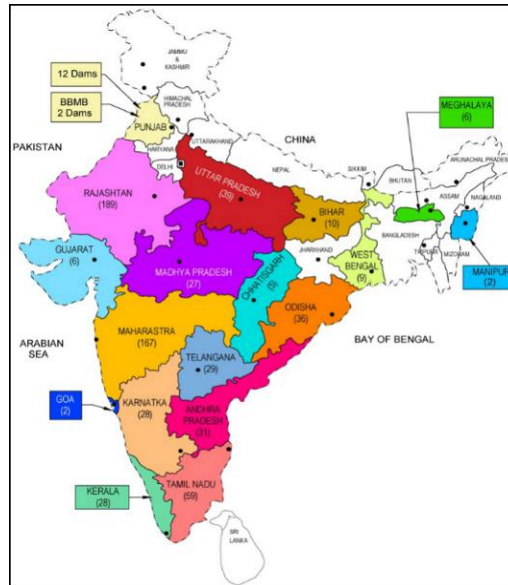 JAMMU
&
KASHMIR
12 Dams
BBMB
2 Dams
HIMACHAL
PRADESH
PUNJAB
UTTARAKHAND
HARYANA
DELHI
PAKISTAN
CHINA
MEGHALAYA
(6)
ARUNACHAL PRADESH
NEPAL
SIKKIM
BHUTAN
ASSAM
NAGALAND
RAJASHTAN
(189)
UTTAR PRADESH
(39)
BIHAR
(10)
BANGLADESH
GUJARAT
(6)
MADHYA PRADESH
(27)
JHARKHAND
WEST
BENGAL
(9)
TRIPURA
MIZORAM
MANIPUR
(2)
CHHATISGARH
(5)
ODISHA
(36)
MAHARASTRA
(167)
ARABIAN
SEA
BAY OF BENGAL
TELANGANA
(29)
GOA
(2)
KARNATKA
(28)
ANDHRA
PRADESH
(31)
KERALA
(28)
TAMIL NADU
(59)
SRI
LANKA